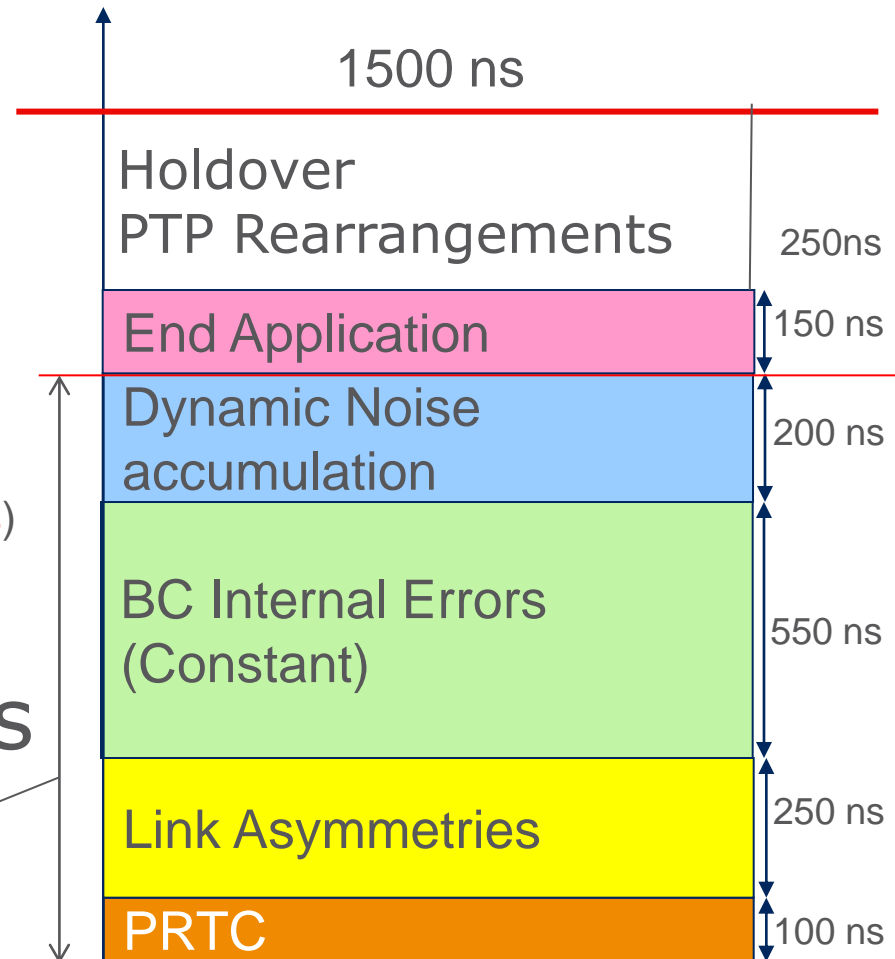 1500 ns
Holdover
PTP Rearrangements
250ns
End Application
150 ns
Dynamic Noise
accumulation
200 ns
)
BC Internal Errors
(Constant)
550 ns
s
Link Asymmetries
250 ns
PRTC
100 ns